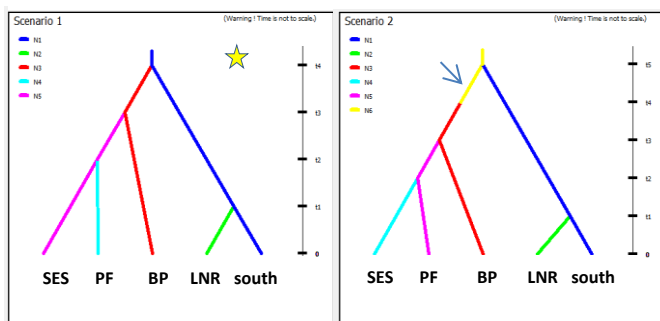 Scenario 1
(Warning ! Time is not to scale.)
N1
N2
N3
N4
N5
t4
t3
t2
t1
0
SES PF BP LNR south
Scenario 2
(Warning ! Time is not to scale.)
N1
N2
N3
N4
N5
N6
t5
t4
t3
t2
t1
0
SES PF BP LNR south